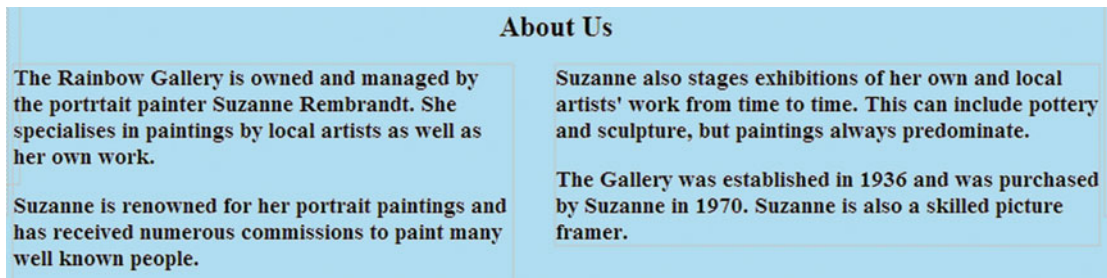 About Us
The Rainbow Gallery is owned and managed by
the portrtait painter Suzanne Rembrandt. She
specialises in paintings by local artists as well as
her own work.
Suzanne is renowned for her portrait paintings and
has received numerous commissions to paint many
well known people.
Suzanne also stages exhibitions of her own and local
artists' work from time to time. This can include pottery
and sculpture, but paintings always predominate.
The Gallery was established in 1936 and was purchased
by Suzanne in 1970. Suzanne is also a skilled picture
framer.